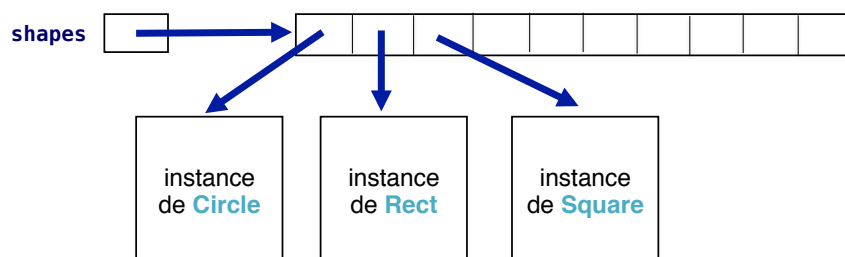 shapes
instance
de Circle
instance
de Rect
instance
de Square